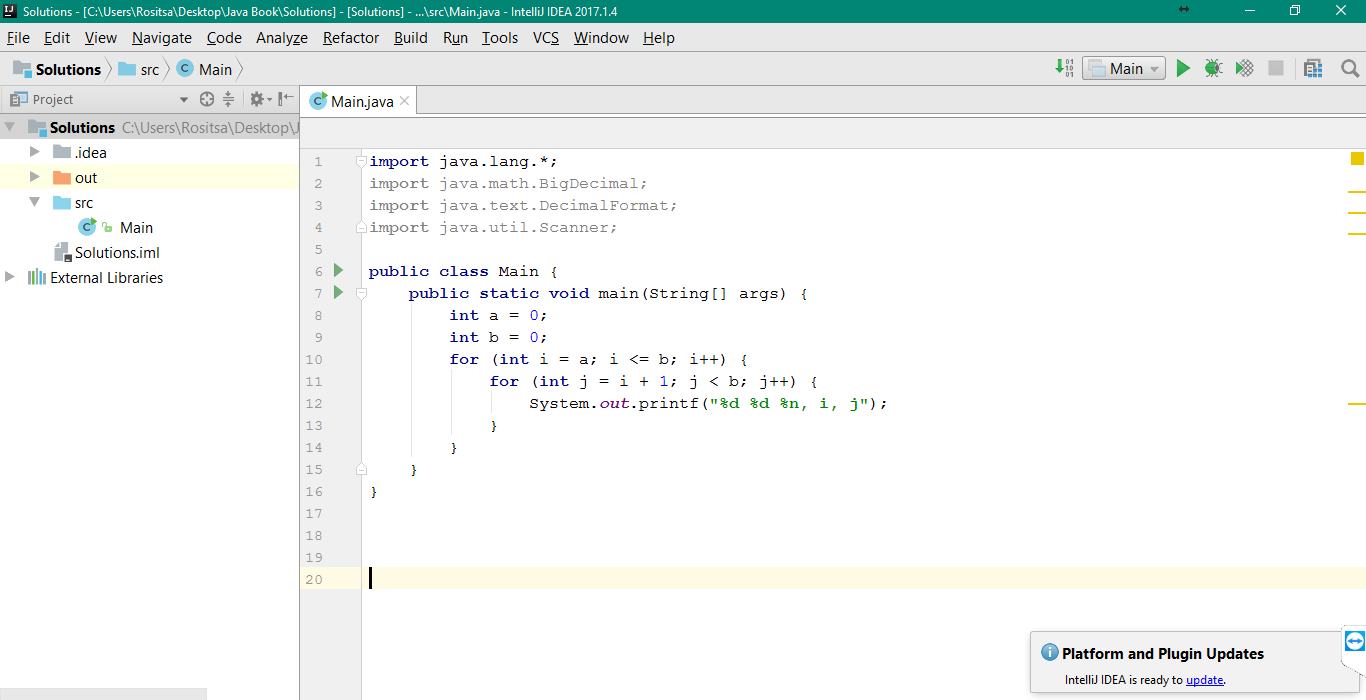 Solutions - [C:\Users\Rositsa\Desktop\Java Book\Solutions] - [Solutions] - ...\src\Main.java - IntelliJ IDEA 2017.1.4
File Edit View Navigate Code Analyze Refactor Build Run Tools VCS Window Help
Solutions src Main Main
Project Main.java
Solutions C:\Users\Rositsa\Desktop\J
.idea
out
src
Main
Solutions.iml
External Libraries
1 import java.lang.*;
2 import java.math.BigDecimal;
3 import java.text.DecimalFormat;
4 import java.util.Scanner;
5
6 public class Main {
7 public static void main(String[] args) {
8 int a = 0;
9 int b = 0;
10 for (int i = a; i <= b; i++) {
11 for (int j = i + 1; j < b; j++) {
12 System.out.printf("%d %d %n, i, j");
13 }
14 }
15 }
16 }
17
18
19
20
Platform and Plugin Updates
IntelliJ IDEA is ready to update.